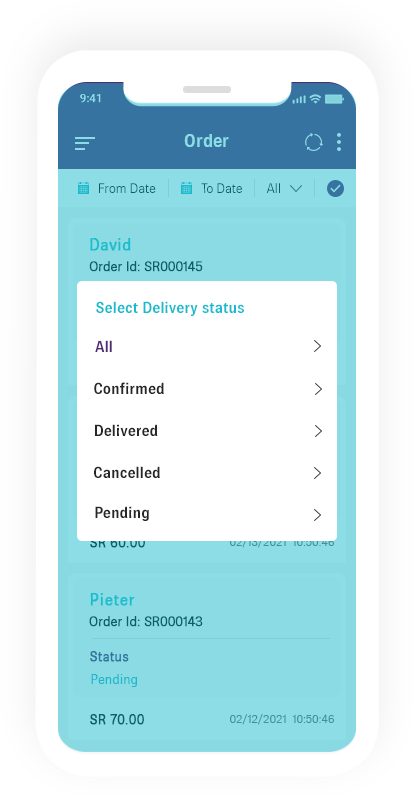 9:41
Order
From Date To Date All
David
Order Id: SR000145
Select Delivery status
All
Confirmed
Delivered
Cancelled
Pending
SR 60.00 02/13/2021 10:50:46
Pieter
Order Id: SR000143
Status
Pending
SR 70.00 02/12/2021 10:50:46